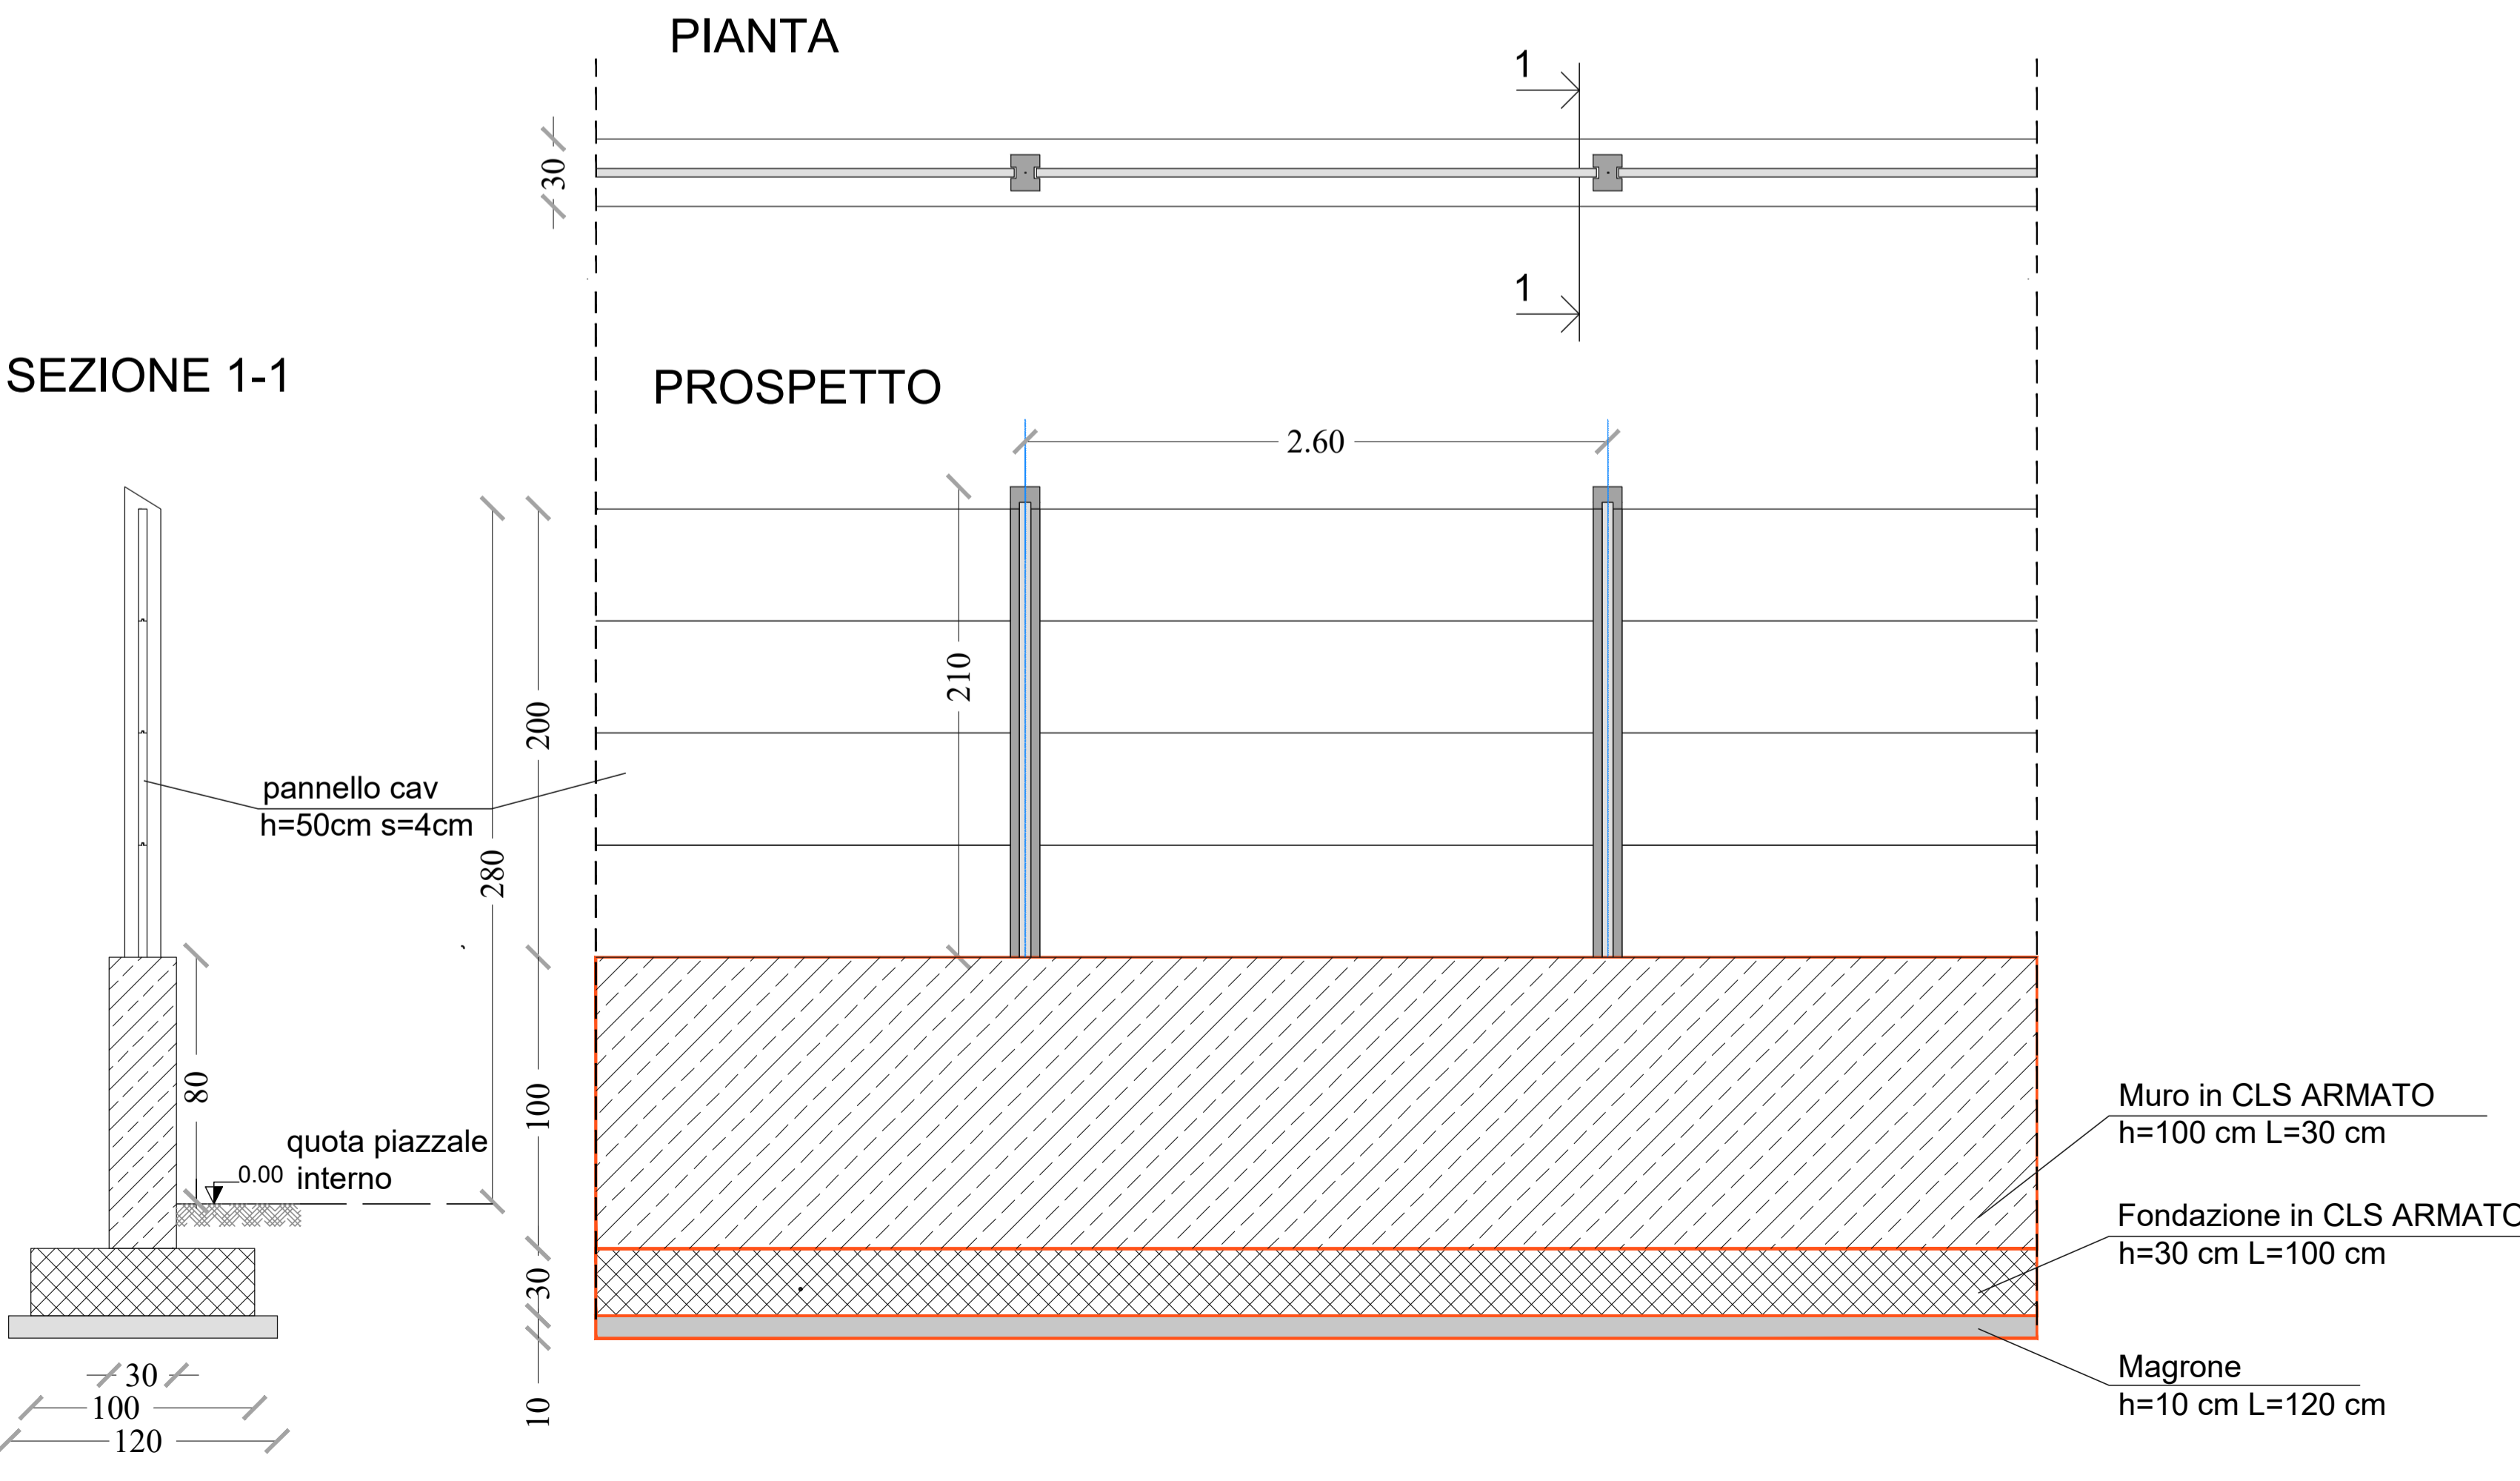 PIANTA
1
30
1
SEZIONE 1-1
PROSPETTO
2.60
210
200
pannello cav
h=50cm s=4cm
280
80
100
quota piazzale
0.00 interno
Muro in CLS ARMATO
h=100 cm L=30 cm
Fondazione in CLS ARMATO
h=30 cm L=100 cm
30
Magrone
h=10 cm L=120 cm
10
30
100
120